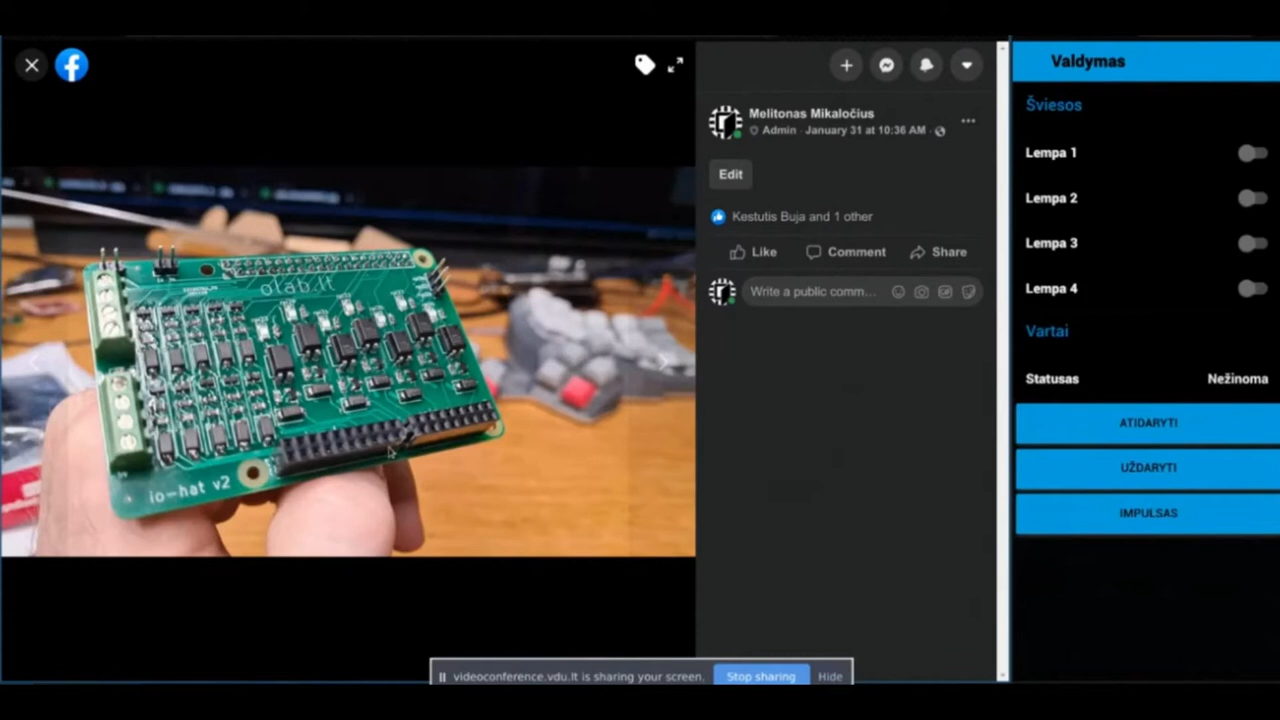 Melitonas Mikaločius
Admin · January 31 at 10:36 AM ·
Edit
Kestutis Buja and 1 other
Like
Comment
Share
Write a public comm...
olab.lt
io-hat v2
Valdymas
Šviesos
Lempa 1
Lempa 2
Lempa 3
Lempa 4
Vartai
Statusas Nežinoma
ATIDARYTI
UŽDARYTI
IMPULSAS
videoconference.vdu.lt is sharing your screen.
Stop sharing
Hide